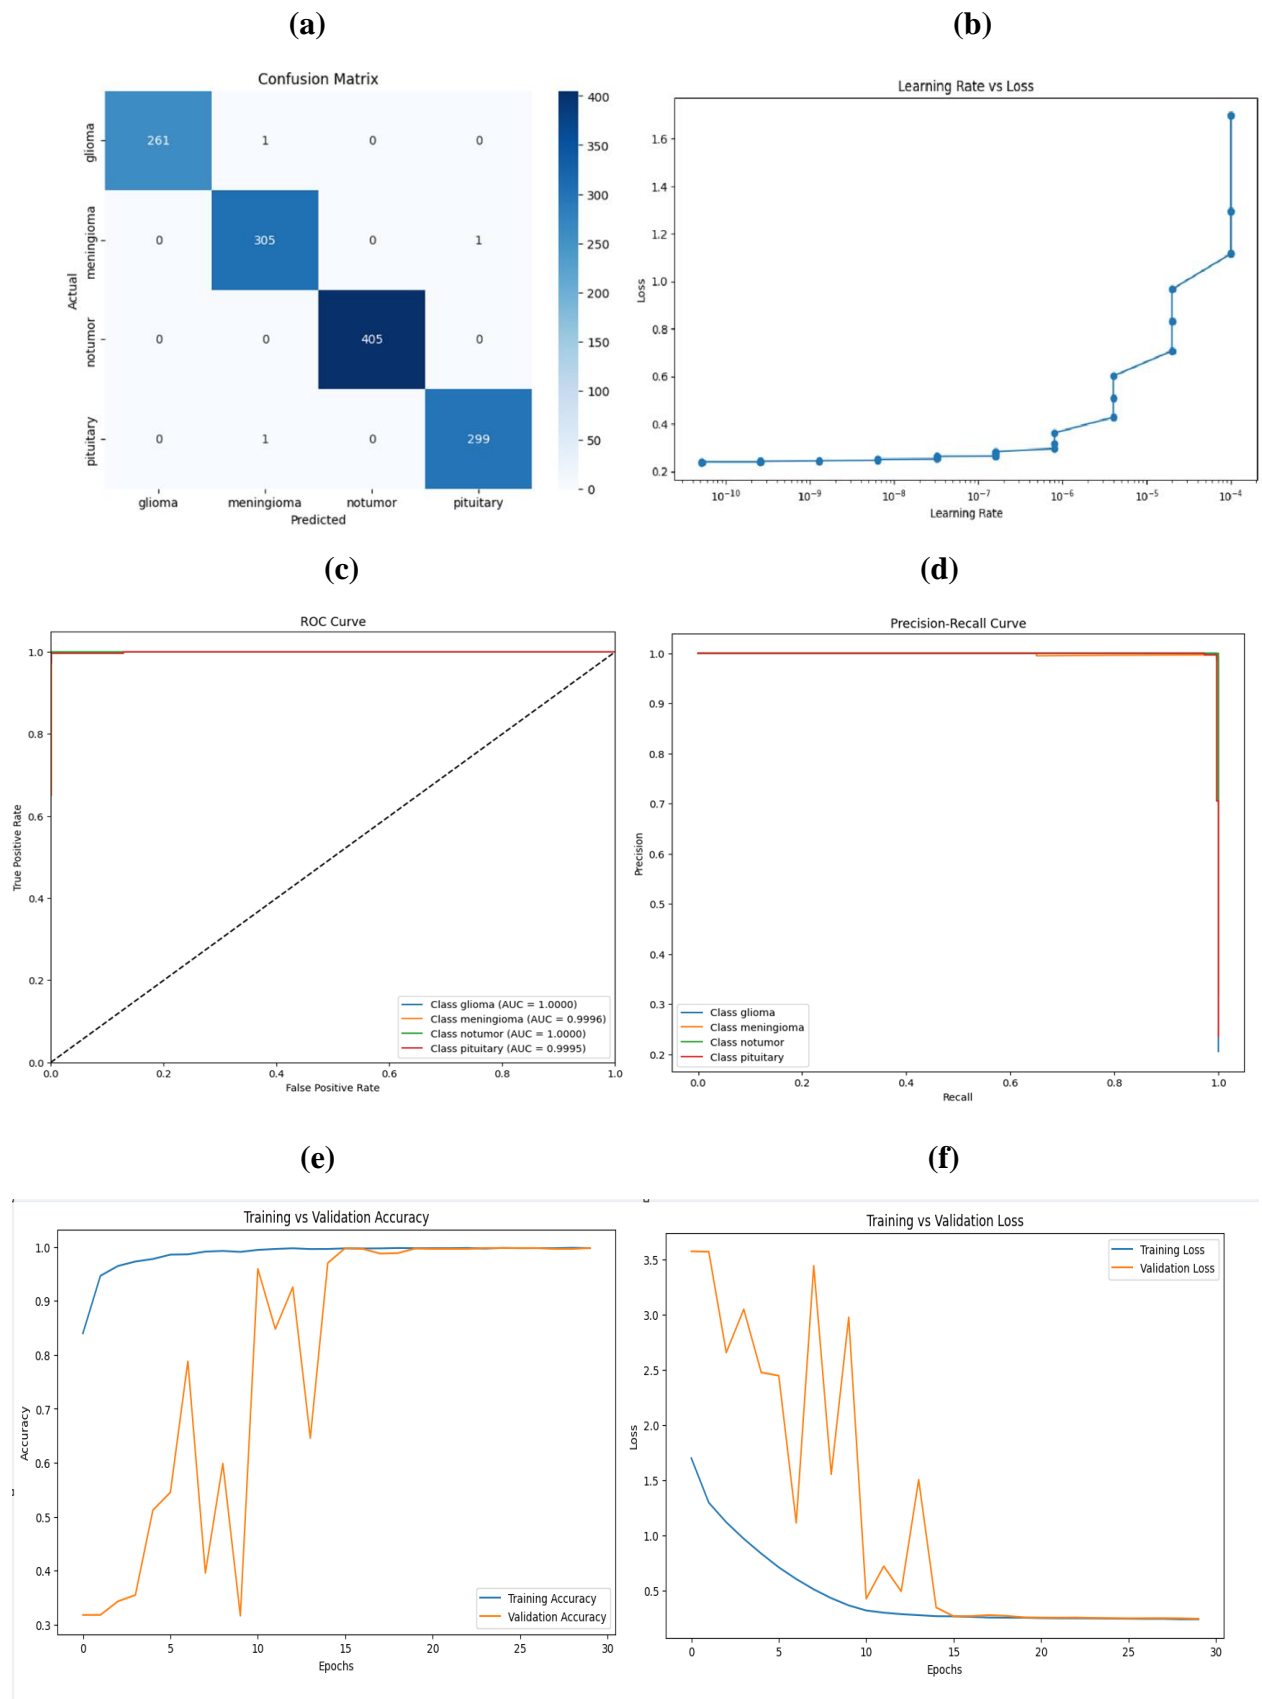 (a)
Confusion Matrix
glioma 261 1 0 0
meningioma 0 305 0 1
notumor 0 0 405 0
pituitary 0 1 0 299
Actual
glioma meningioma notumor pituitary
Predicted
400
350
300
250
200
150
100
50
0
(b)
Learning Rate vs Loss
1.6
1.4
1.2
1.0
0.8
0.6
0.4
0.2
Loss
10⁻¹⁰ 10⁻⁹ 10⁻⁸ 10⁻⁷ 10⁻⁶ 10⁻⁵ 10⁻⁴
Learning Rate
(c)
ROC Curve
1.0
0.8
0.6
0.4
0.2
0.0
True Positive Rate
Class glioma (AUC = 1.0000)
Class meningioma (AUC = 0.9996)
Class notumor (AUC = 1.0000)
Class pituitary (AUC = 0.9995)
0.0 0.2 0.4 0.6 0.8 1.0
False Positive Rate
(d)
Precision-Recall Curve
1.0
0.9
0.8
0.7
0.6
0.5
0.4
0.3
0.2
Precision
Class glioma
Class meningioma
Class notumor
Class pituitary
0.0 0.2 0.4 0.6 0.8 1.0
Recall
(e)
Training vs Validation Accuracy
1.0
0.9
0.8
0.7
0.6
0.5
0.4
0.3
Accuracy
Training Accuracy
Validation Accuracy
0 5 10 15 20 25 30
Epochs
(f)
Training vs Validation Loss
Training Loss
Validation Loss
3.5
3.0
2.5
2.0
1.5
1.0
0.5
Loss
0 5 10 15 20 25 30
Epochs